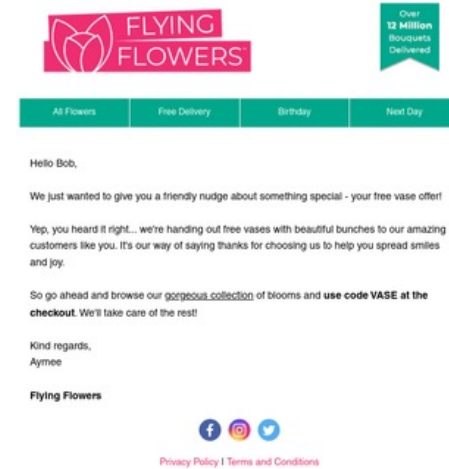 FLYING
FLOWERS
Over
12 Million
Bouquets
Delivered
All Flowers
Free Delivery
Birthday
Next Day
Hello Bob,
We just wanted to give you a friendly nudge about something special - your free vase offer!
Yep, you heard it right... we're handing out free vases with beautiful bunches to our amazing
customers like you. It's our way of saying thanks for choosing us to help you spread smiles
and joy.
So go ahead and browse our gorgeous collection of blooms and use code VASE at the
checkout. We'll take care of the rest!
Kind regards,
Aymee
Flying Flowers
Privacy Policy | Terms and Conditions